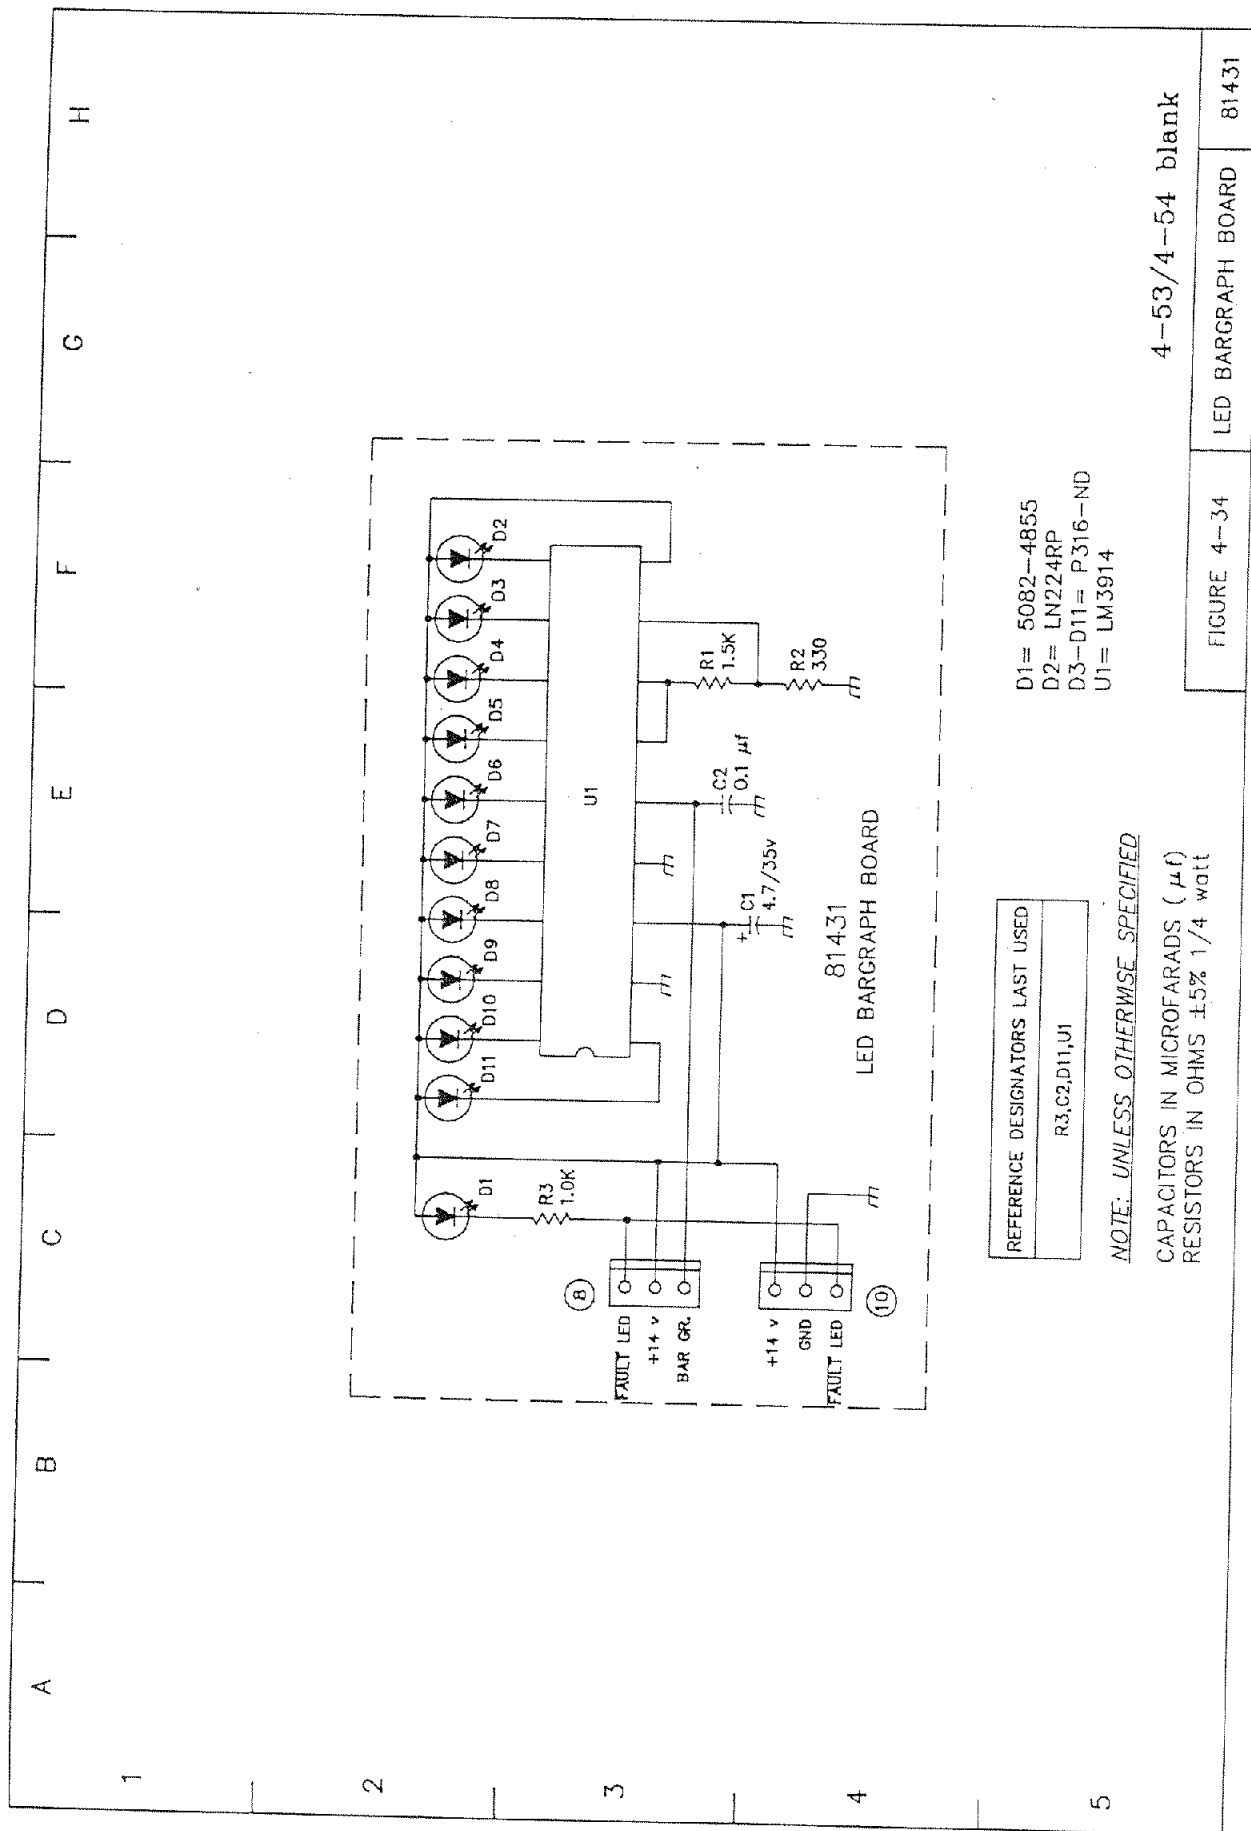 A
B
C
D
E
F
G
H
1
2
3
4
5
D1
D11
D10
D9
D8
D7
D6
D5
D4
D3
D2
R3
1.0K
U1
R1
1.5K
R2
330
C2
0.1 µf
+
C1
4.7/35v
8
FAULT LED
+14 v
BAR GR.
+14 v
GND
FAULT LED
10
81431
LED BARGRAPH BOARD
REFERENCE DESIGNATORS LAST USED
R3,C2,D11,U1
NOTE: UNLESS OTHERWISE SPECIFIED
CAPACITORS IN MICROFARADS (µf)
RESISTORS IN OHMS ±5% 1/4 watt
D1= 5082-4855
D2= LN224RP
D3-D11= P316-ND
U1= LM3914
4-53/4-54 blank
FIGURE 4-34
LED BARGRAPH BOARD
81431